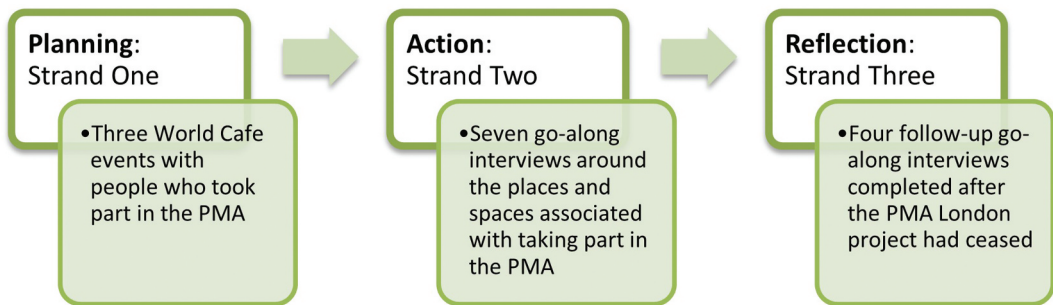 Planning:
Strand One
•Three World Cafe
events with
people who took
part in the PMA
Action:
Strand Two
•Seven go-along
interviews around
the places and
spaces associated
with taking part in
the PMA
Reflection:
Strand Three
•Four follow-up go-
along interviews
completed after
the PMA London
project had ceased